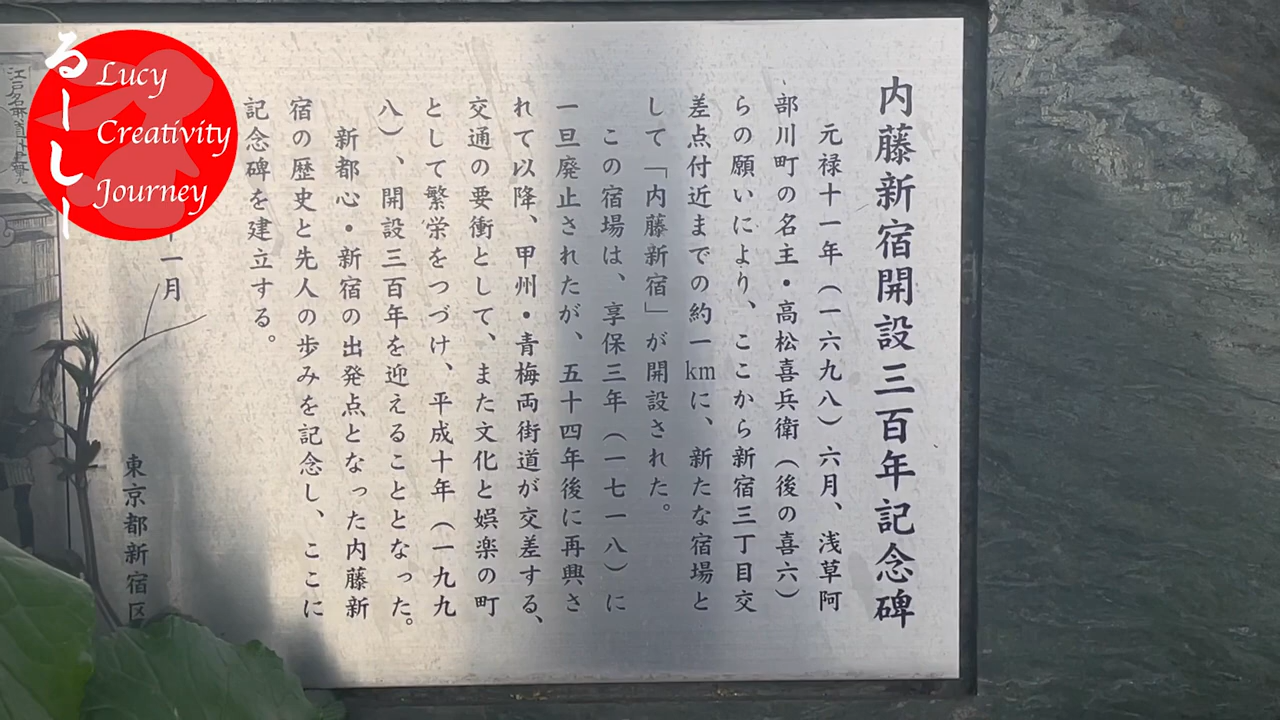 内藤新宿開設三百年記念碑
元禄十一年（一六九八）六月、浅草阿
部川町の名主・高松喜兵衛（後の喜六）
らの願いにより、ここから新宿三丁目交
差点付近までの約一kmに、新たな宿場と
して「内藤新宿」が開設された。
この宿場は、享保三年（一七一八）に
一旦廃止されたが、五十四年後に再興さ
れて以降、甲州・青梅両街道が交差する、
交通の要衝として、また文化と娯楽の町
として繁栄をつづけ、平成十年（一九九
八）、開設三百年を迎えることとなった。
新都心・新宿の出発点となった内藤新
宿の歴史と先人の歩みを記念し、ここに
記念碑を建立する。
一月
東京都新宿区
るーしー
Lucy
Creativity
Journey